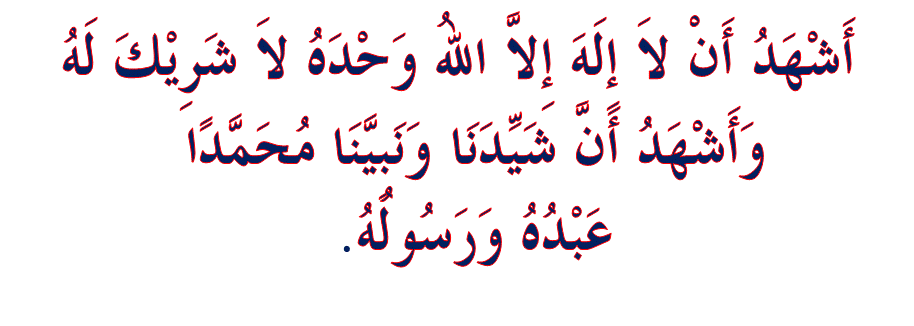 أَشْهَدُ أَنْ لاَ إِلَهَ إِلاَّ اللهُ وَحْدَهُ لاَ شَرِيْكَ لَهُ
وَأَشْهَدُ أَنَّ شَيِّدَنَا وَنَبِيَّنَا مُحَمَّدًا
عَبْدُهُ وَرَسُولُهُ.